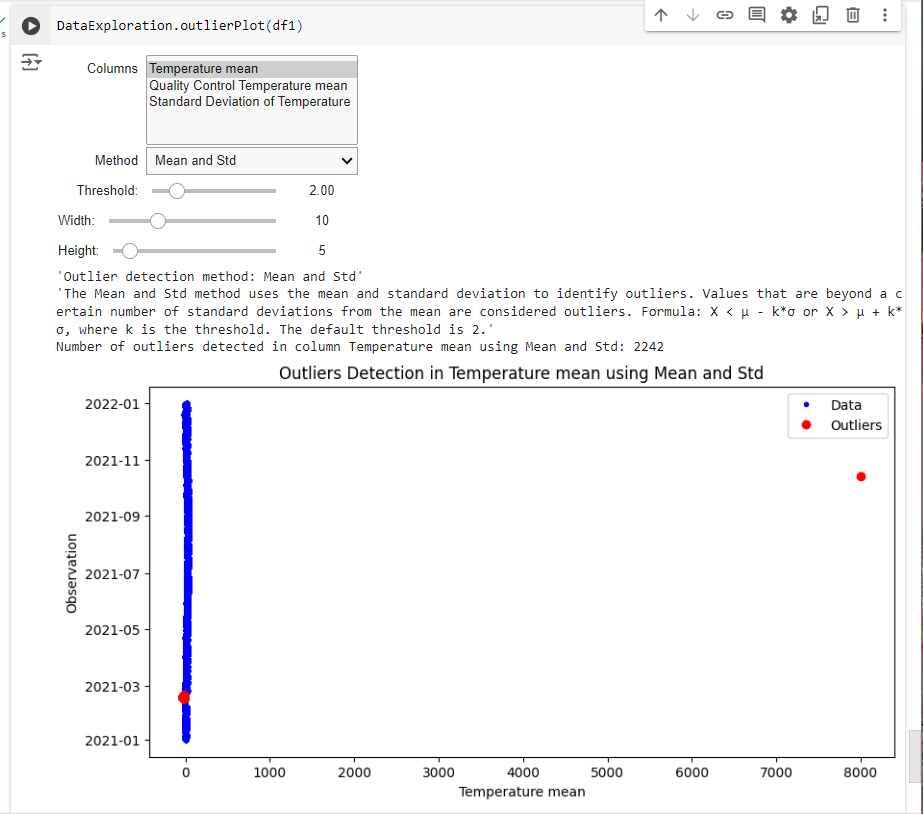 DataExploration.outlierPlot(df1)
s
Columns
Temperature mean
Quality Control Temperature mean
Standard Deviation of Temperature
Method
Mean and Std
Threshold:
2.00
Width:
10
Height:
5
'Outlier detection method: Mean and Std'
'The Mean and Std method uses the mean and standard deviation to identify outliers. Values that are beyond a c
ertain number of standard deviations from the mean are considered outliers. Formula: X < μ - k*σ or X > μ + k*
σ, where k is the threshold. The default threshold is 2.'
Number of outliers detected in column Temperature mean using Mean and Std: 2242
Outliers Detection in Temperature mean using Mean and Std
Data
Outliers
Observation
2022-01
2021-11
2021-09
2021-07
2021-05
2021-03
2021-01
0 1000 2000 3000 4000 5000 6000 7000 8000
Temperature mean